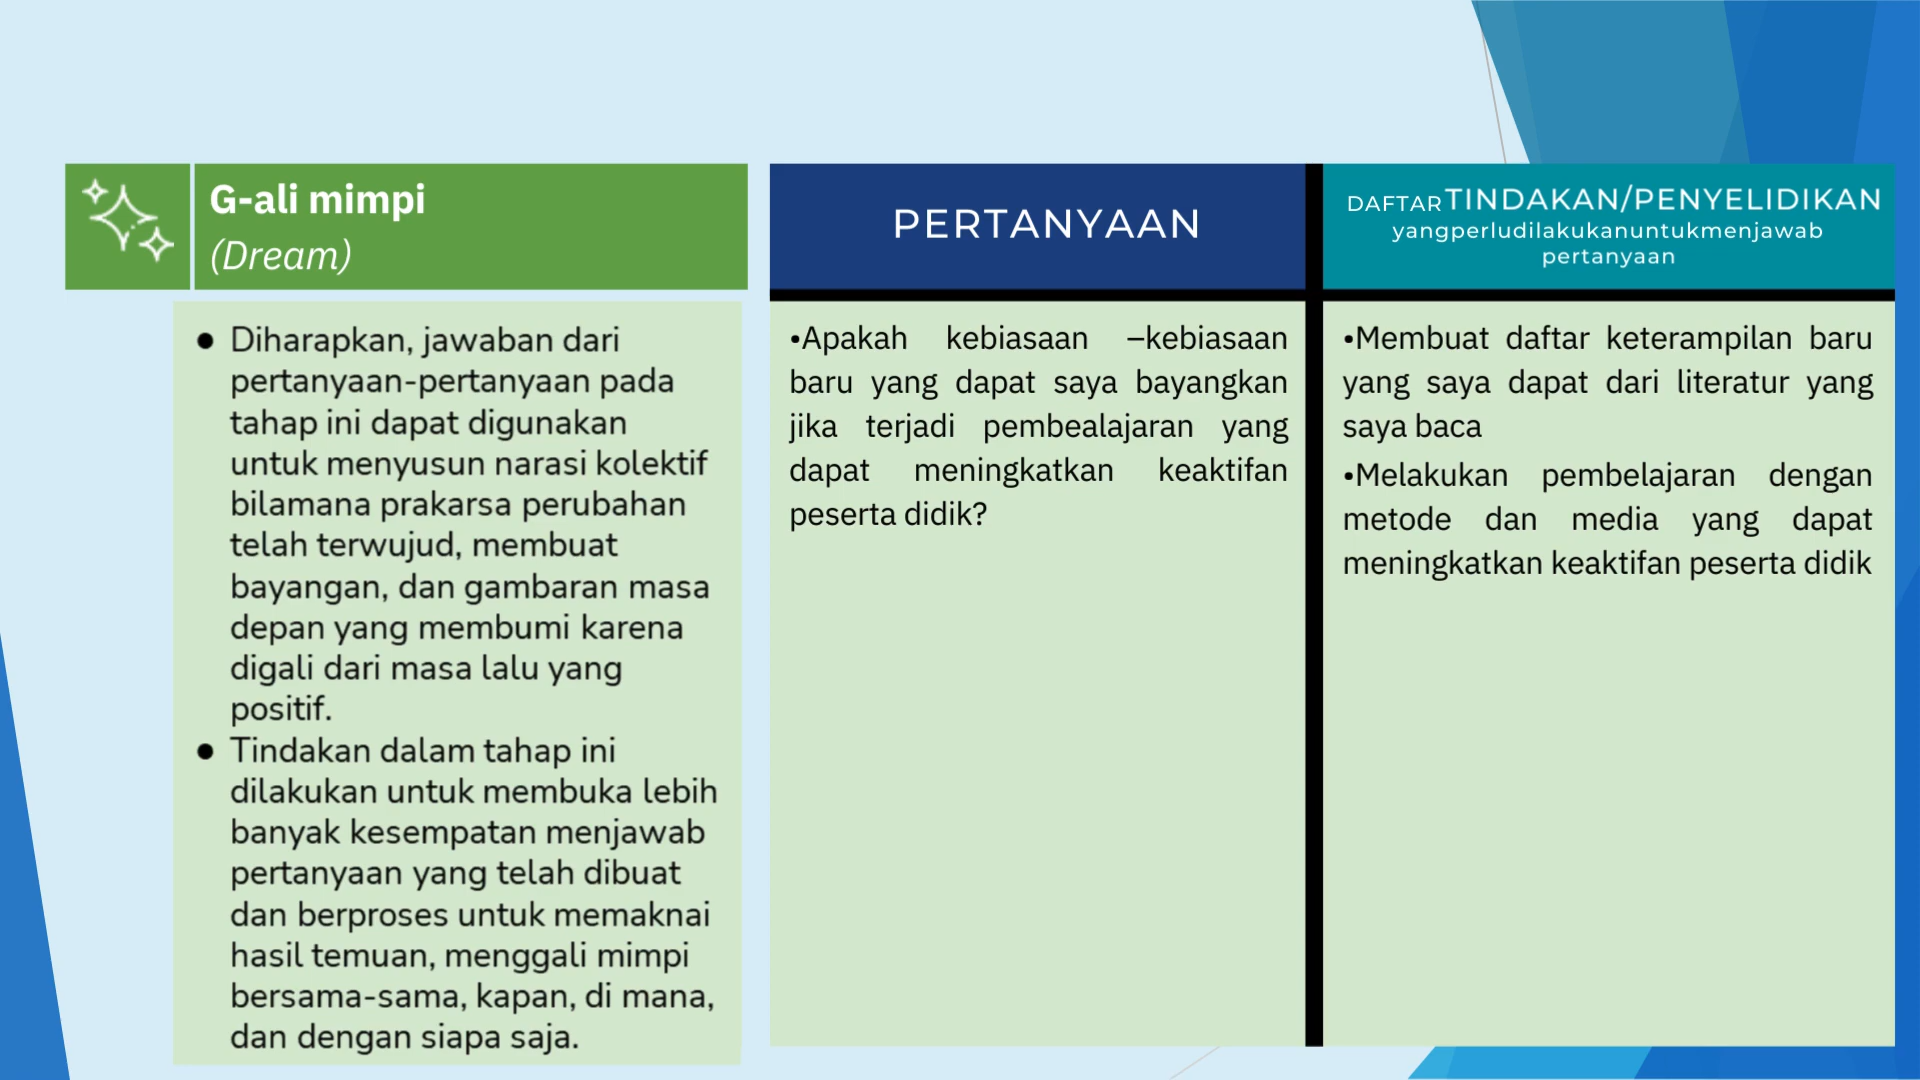 G-ali mimpi
(Dream)
● Diharapkan, jawaban dari
pertanyaan-pertanyaan pada
tahap ini dapat digunakan
untuk menyusun narasi kolektif
bilamana prakarsa perubahan
telah terwujud, membuat
bayangan, dan gambaran masa
depan yang membumi karena
digali dari masa lalu yang
positif.
● Tindakan dalam tahap ini
dilakukan untuk membuka lebih
banyak kesempatan menjawab
pertanyaan yang telah dibuat
dan berproses untuk memaknai
hasil temuan, menggali mimpi
bersama-sama, kapan, di mana,
dan dengan siapa saja.
PERTANYAAN
•Apakah kebiasaan –kebiasaan
baru yang dapat saya bayangkan
jika terjadi pembealajaran yang
dapat meningkatkan keaktifan
peserta didik?
DAFTARTINDAKAN/PENYELIDIKAN
yangperludilakukanuntukmenjawab
pertanyaan
•Membuat daftar keterampilan baru
yang saya dapat dari literatur yang
saya baca
•Melakukan pembelajaran dengan
metode dan media yang dapat
meningkatkan keaktifan peserta didik